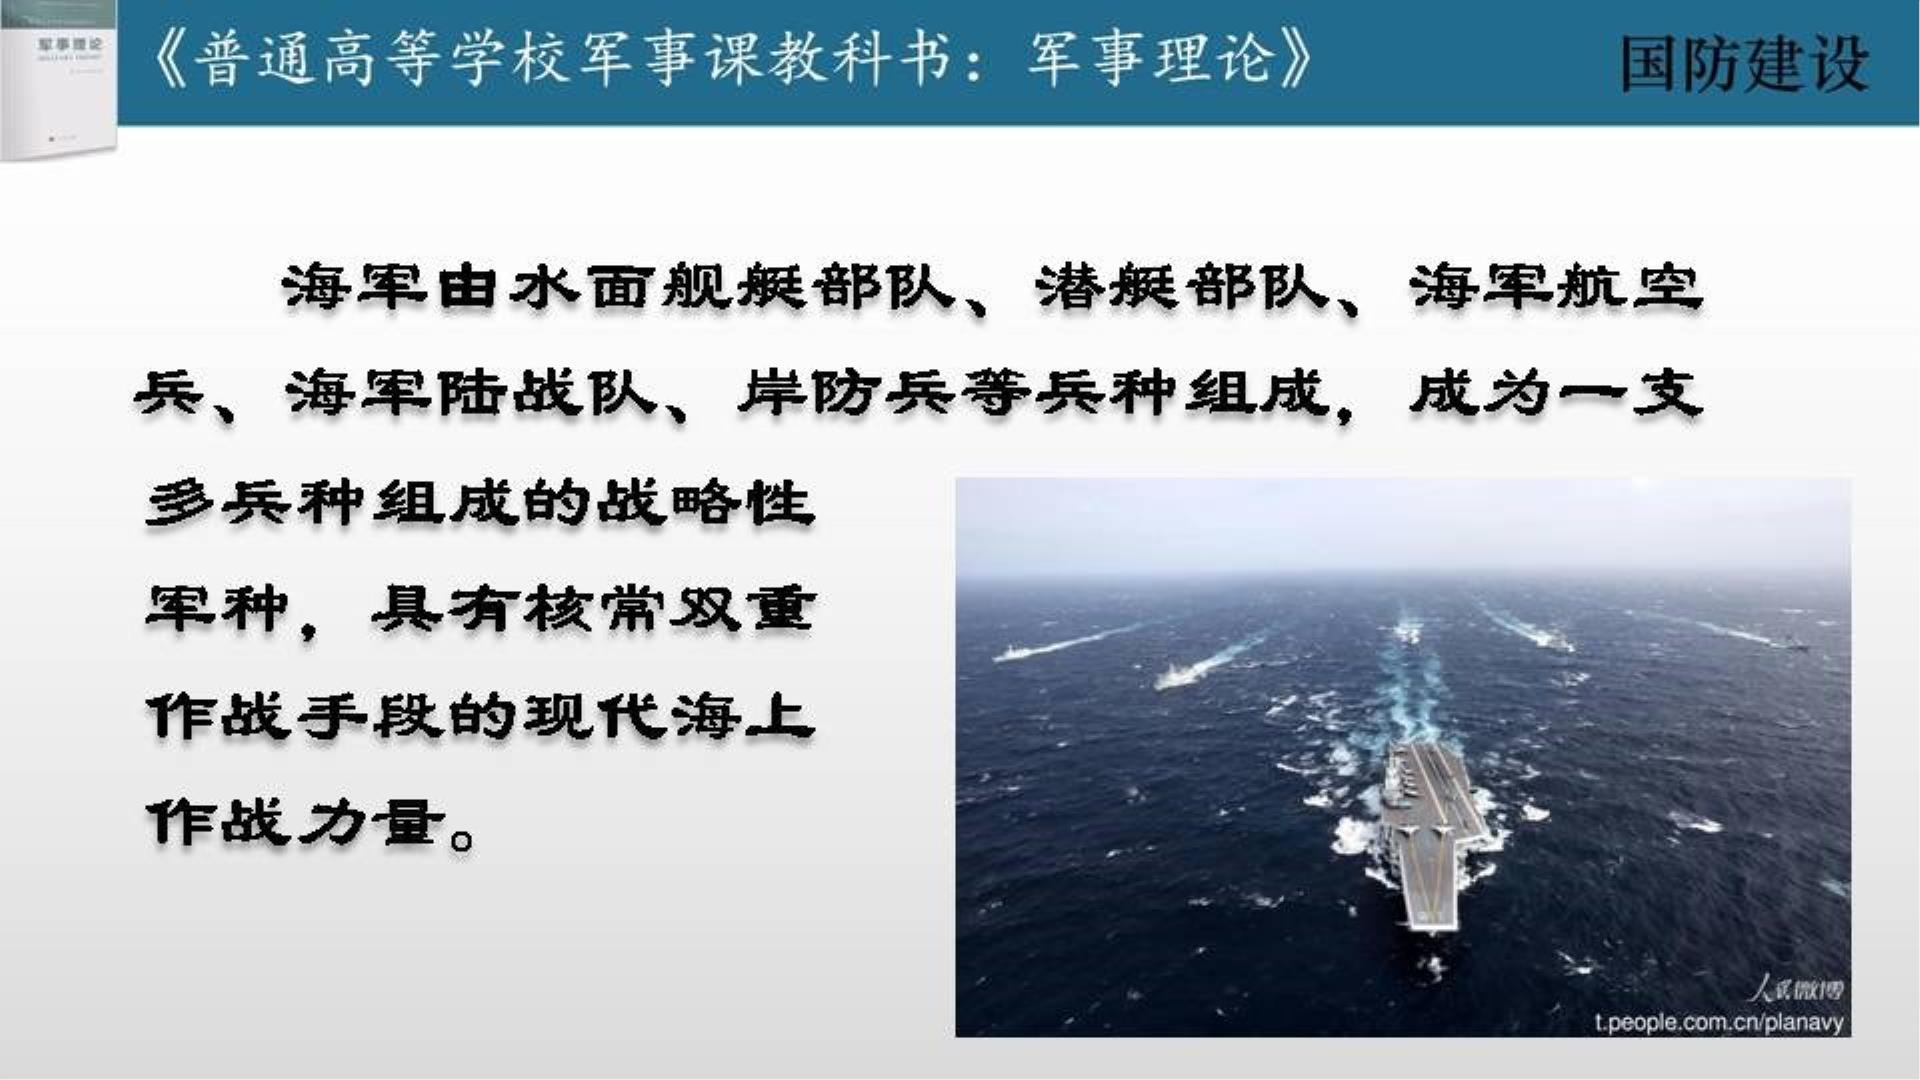 军事理论
《普通高等学校军事课教科书：军事理论》
国防建设
海军由水面舰艇部队、潜艇部队、海军航空
兵、海军陆战队、岸防兵等兵种组成，成为一支
多兵种组成的战略性
军种，具有核常双重
作战手段的现代海上
作战力量。
人民微博
t.people.com.cn/planavy